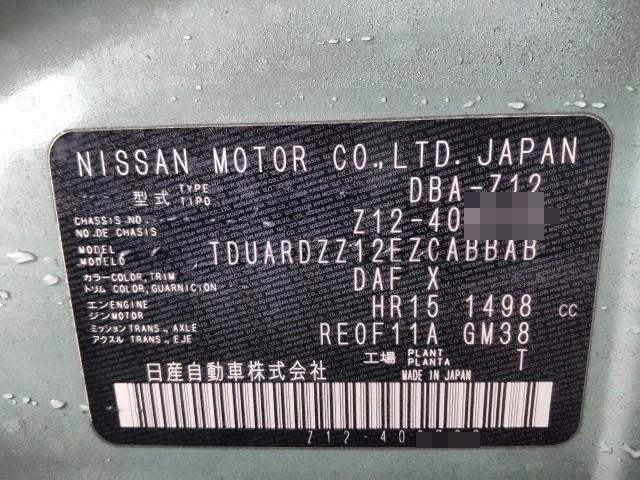 NISSAN MOTOR CO.,LTD. JAPAN
型式 TYPE TIPO DBA-Z12
CHASSIS NO. NO.DE CHASIS Z12-40
MODEL MODELO TDUARDZZ12EZCABBAB
カラー COLOR,TRIM トリム COLOR,GUARNICION DAF X
エンジン ENGINE MOTOR HR15 1498 CC
ミッション TRANS., AXLE アクスル TRANS., EJE RE0F11A GM38
工場 PLANT PLANTA T
日産自動車株式会社 MADE IN JAPAN
Z12-40